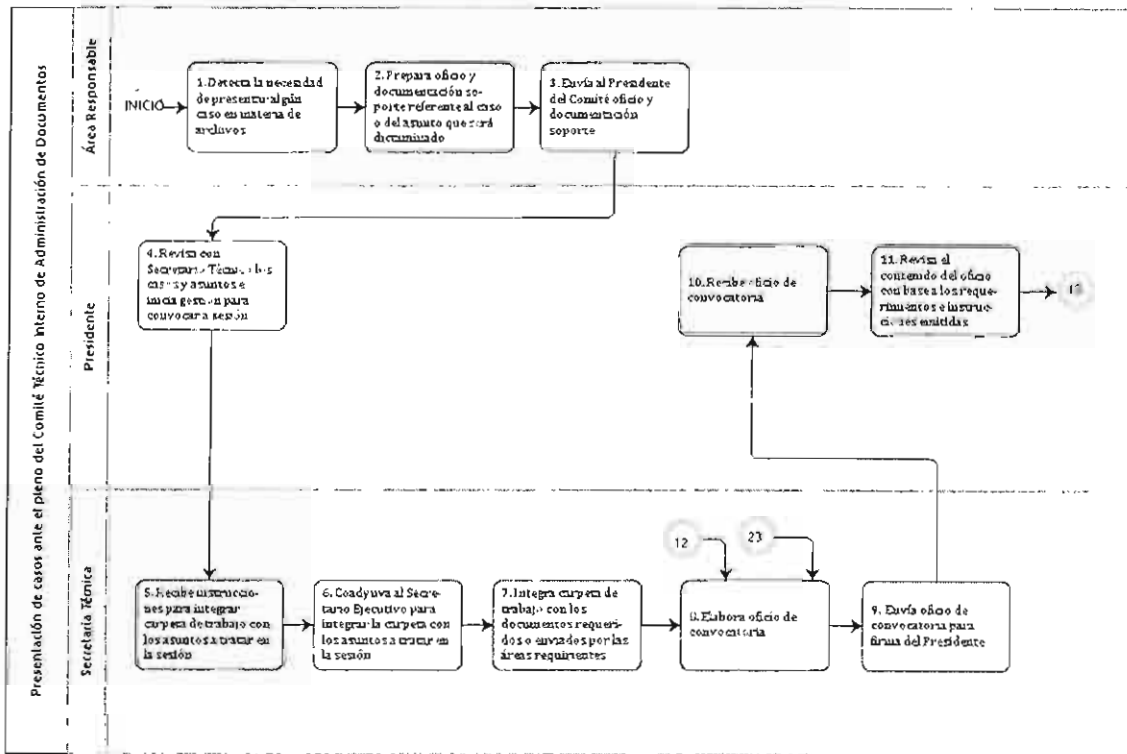 Presentación de casos ante el pleno del Comité Técnico Interno de Administración de Documentos
Área Responsable
INICIO
1. Detecta la necesidad
de presentar algún
caso en materia de
archivos
2. Prepara oficio y
documentación so-
porte referente al caso
o del asunto que será
dictaminado
3. Envía al Presidente
del Comité oficio y
documentación
soporte
Presidente
4. Revisa con
Secretario Técnico los
casos y asuntos e
inicia gestión para
convocar a sesión
10. Recibe oficio de
convocatoria
11. Revisa el
contenido del oficio
con base a los reque-
rimientos e instruc-
ciones emitidas
Secretaría Técnica
12
23
5. Recibe instruccio-
nes para integrar
carpeta de trabajo con
los asuntos a tratar en
la sesión
6. Coadyuva al Secre-
tario Ejecutivo para
integrar la carpeta con
los asuntos a tratar en
la sesión
7. Integra carpeta de
trabajo con los
documentos requeri-
dos o enviados por las
áreas requirientes
8. Elabora oficio de
convocatoria
9. Envía oficio de
convocatoria para
firma del Presidente